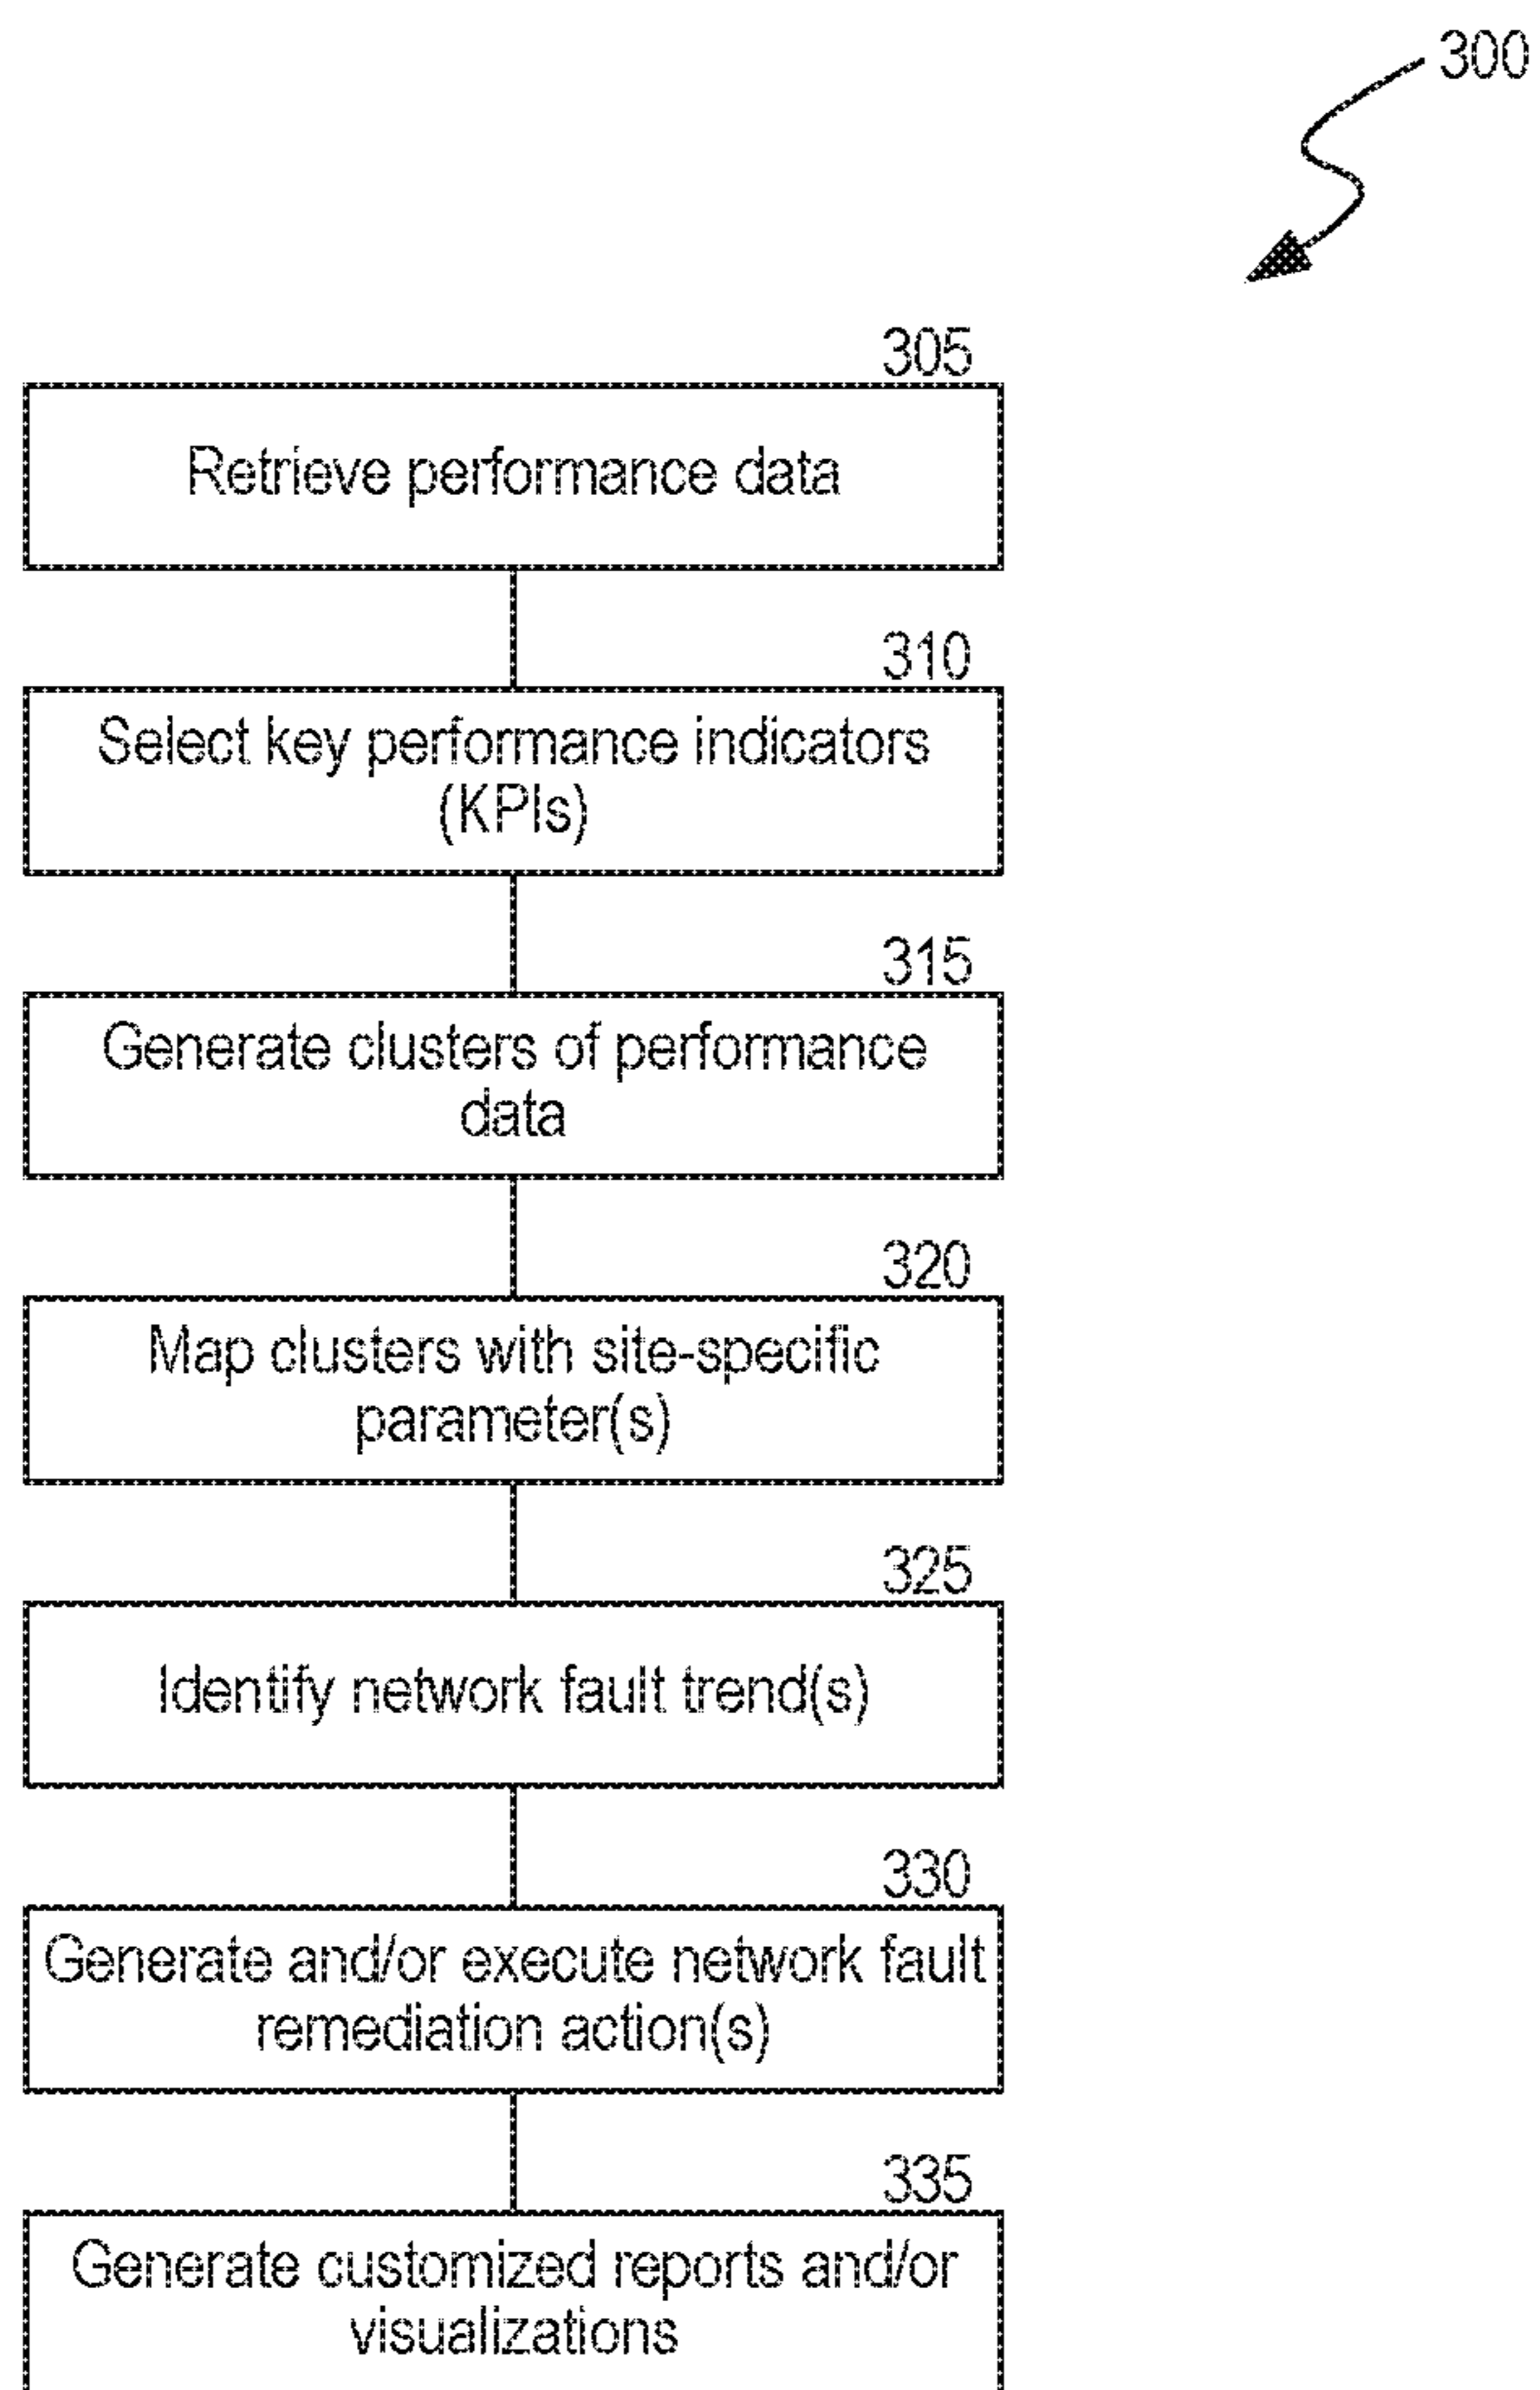 300
305
Retrieve performance data
310
Select key performance indicators
(KPIs)
315
Generate clusters of performance
data
320
Map clusters with site-specific
parameter(s)
325
Identify network fault trend(s)
330
Generate and/or execute network fault
remediation action(s)
335
Generate customized reports and/or
visualizations